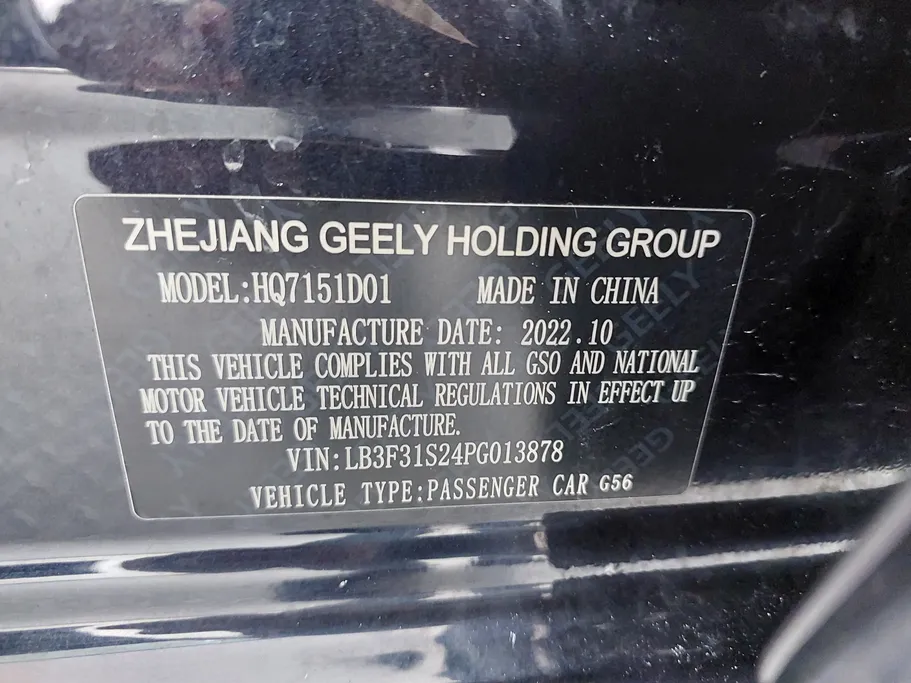 ZHEJIANG GEELY HOLDING GROUP
MODEL:HQ7151D01 MADE IN CHINA
MANUFACTURE DATE: 2022.10
THIS VEHICLE COMPLIES WITH ALL GSO AND NATIONAL
MOTOR VEHICLE TECHNICAL REGULATIONS IN EFFECT UP
TO THE DATE OF MANUFACTURE.
VIN:LB3F31S24PG013878
VEHICLE TYPE:PASSENGER CAR G56